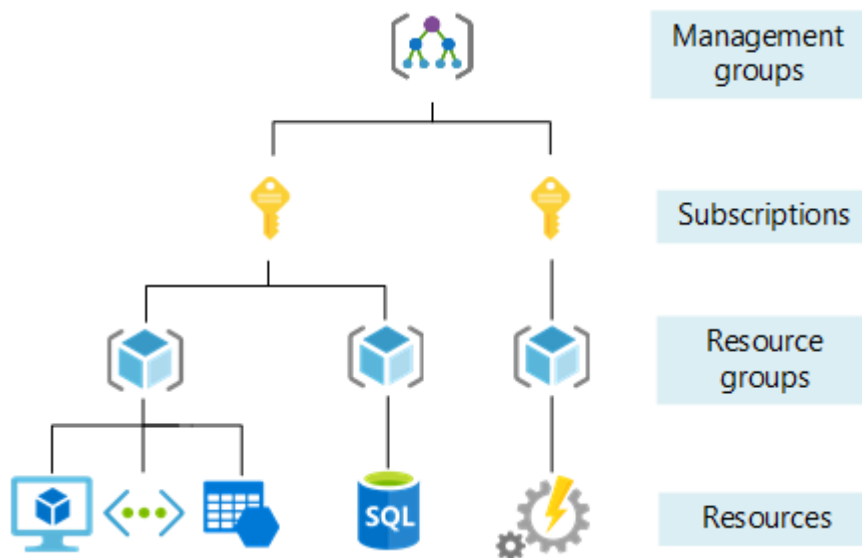 Management
groups
Subscriptions
Resource
groups
SQL
Resources